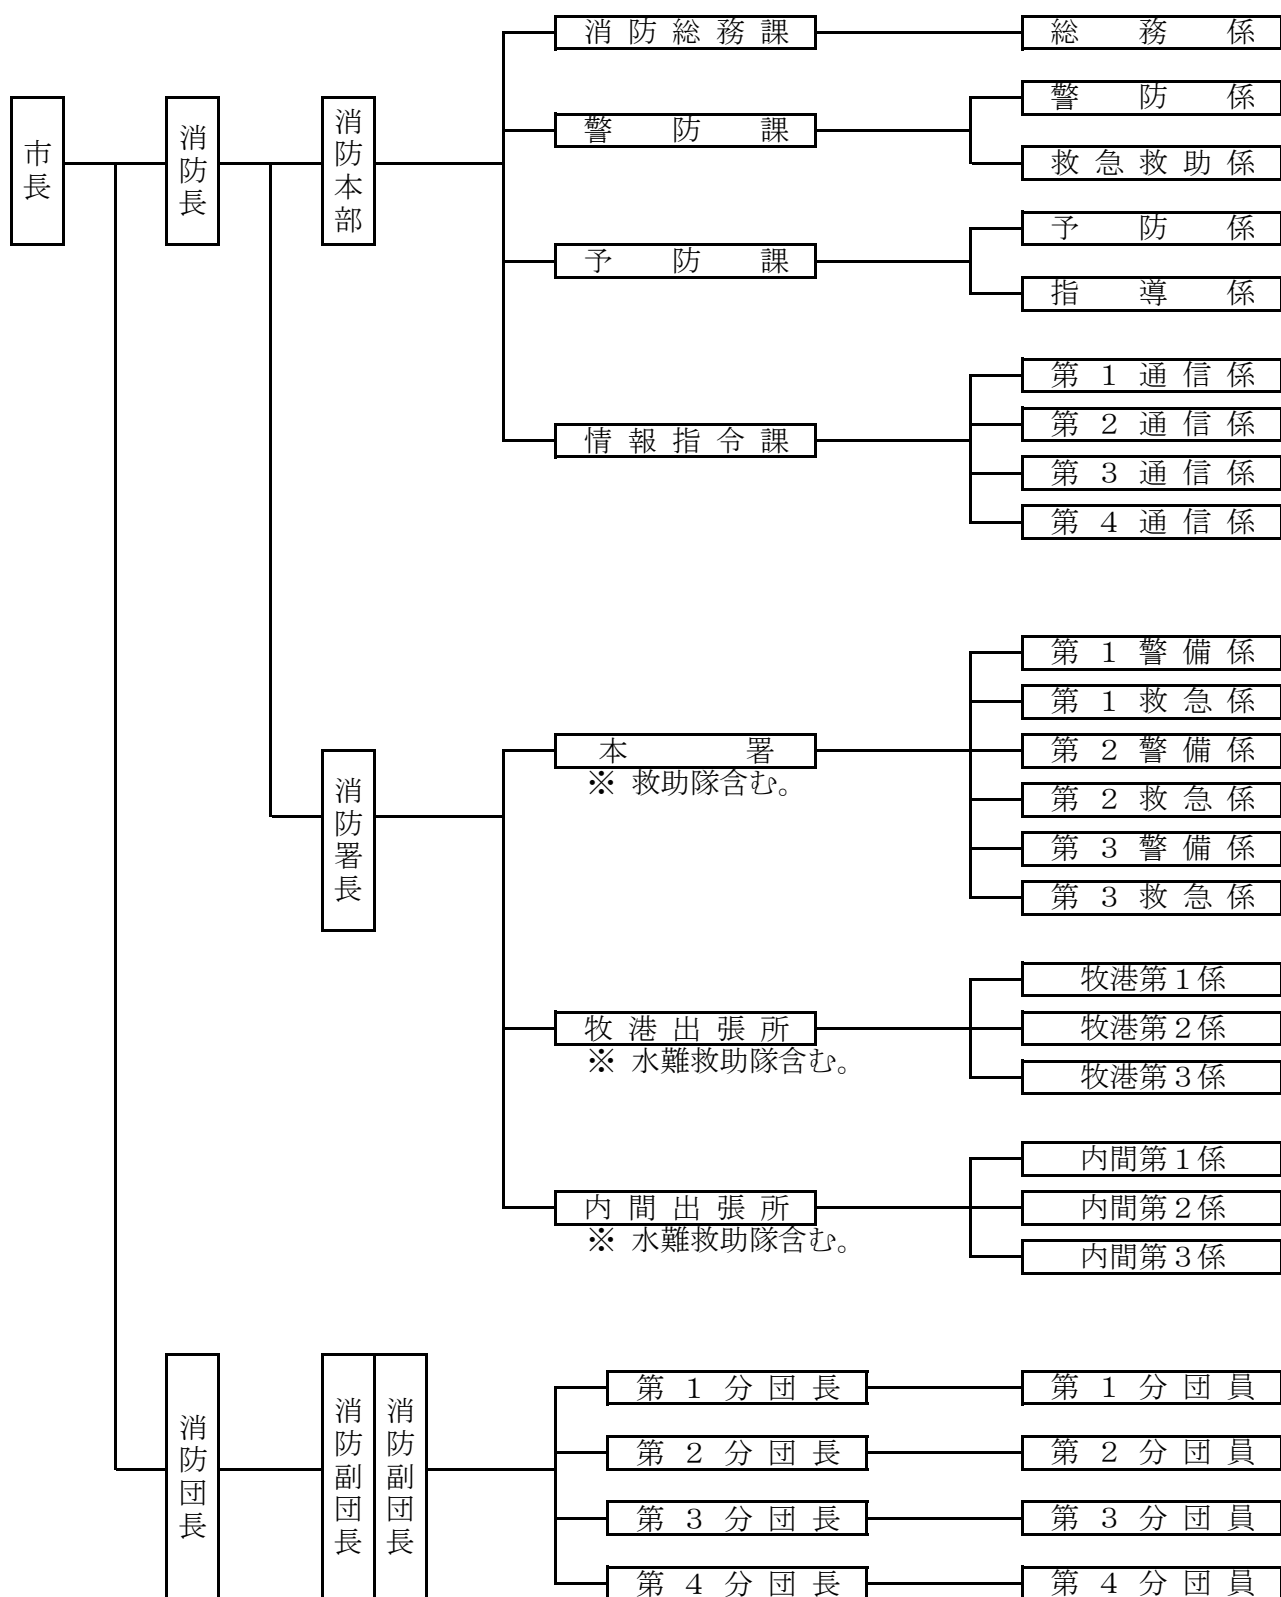 市長
消防長
消防本部
消防総務課
総務係
警防課
警防係
救急救助係
予防課
予防係
指導係
情報指令課
第１通信係
第２通信係
第３通信係
第４通信係
消防署長
本署
※ 救助隊含む。
第１警備係
第１救急係
第２警備係
第２救急係
第３警備係
第３救急係
牧港出張所
※ 水難救助隊含む。
牧港第１係
牧港第２係
牧港第３係
内間出張所
※ 水難救助隊含む。
内間第１係
内間第２係
内間第３係
消防団長
消防副団長
消防副団長
第１分団長
第１分団員
第２分団長
第２分団員
第３分団長
第３分団員
第４分団長
第４分団員